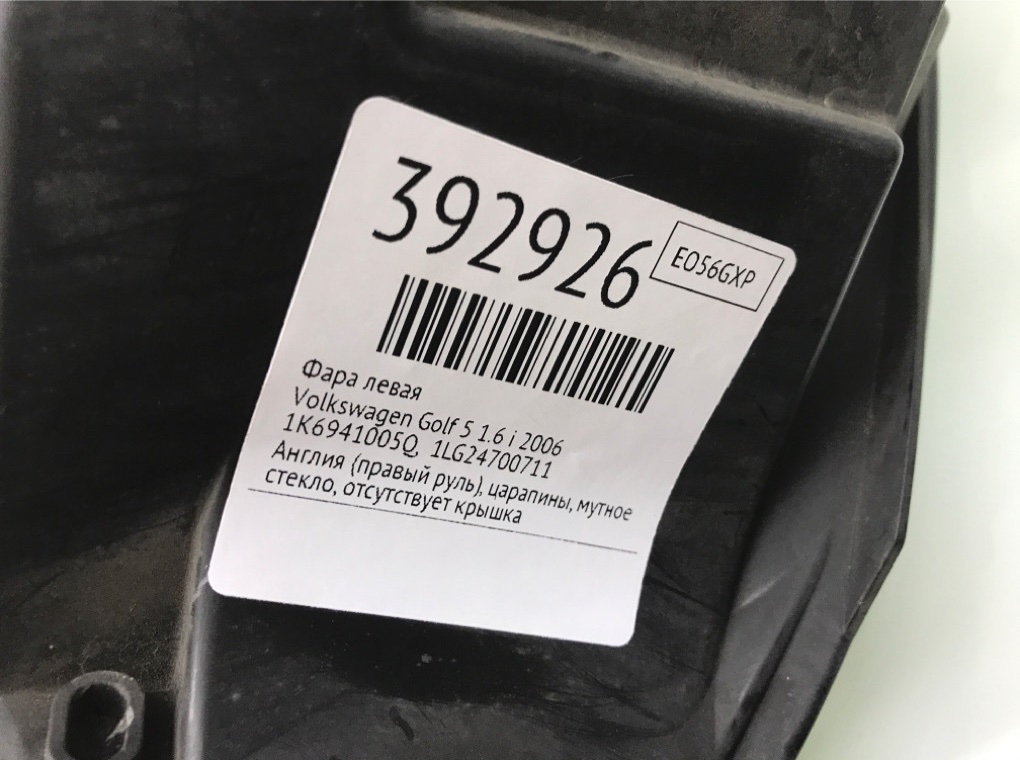 392926
E056GXP
Фара левая
Volkswagen Golf 5 1.6 i 2006
1K6941005Q, 1LG24700711
Англия (правый руль), царапины, мутное
стекло, отсутствует крышка